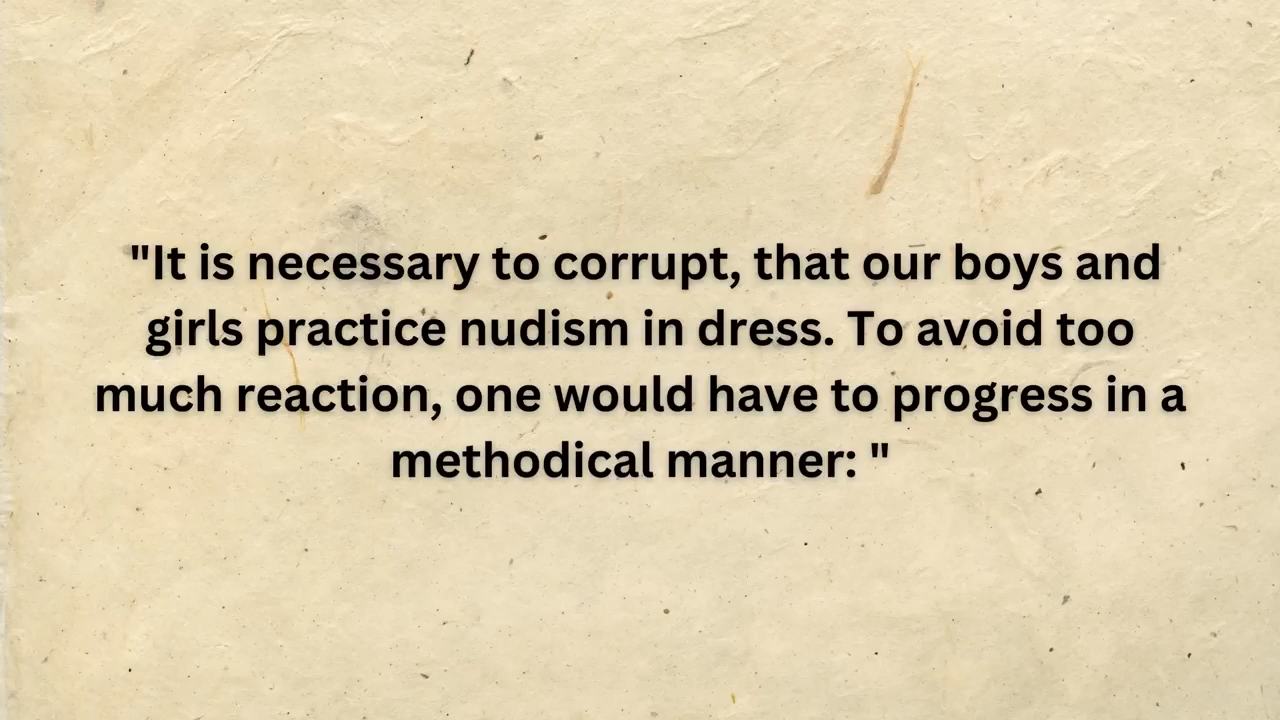 "It is necessary to corrupt, that our boys and
girls practice nudism in dress. To avoid too
much reaction, one would have to progress in a
methodical manner: "